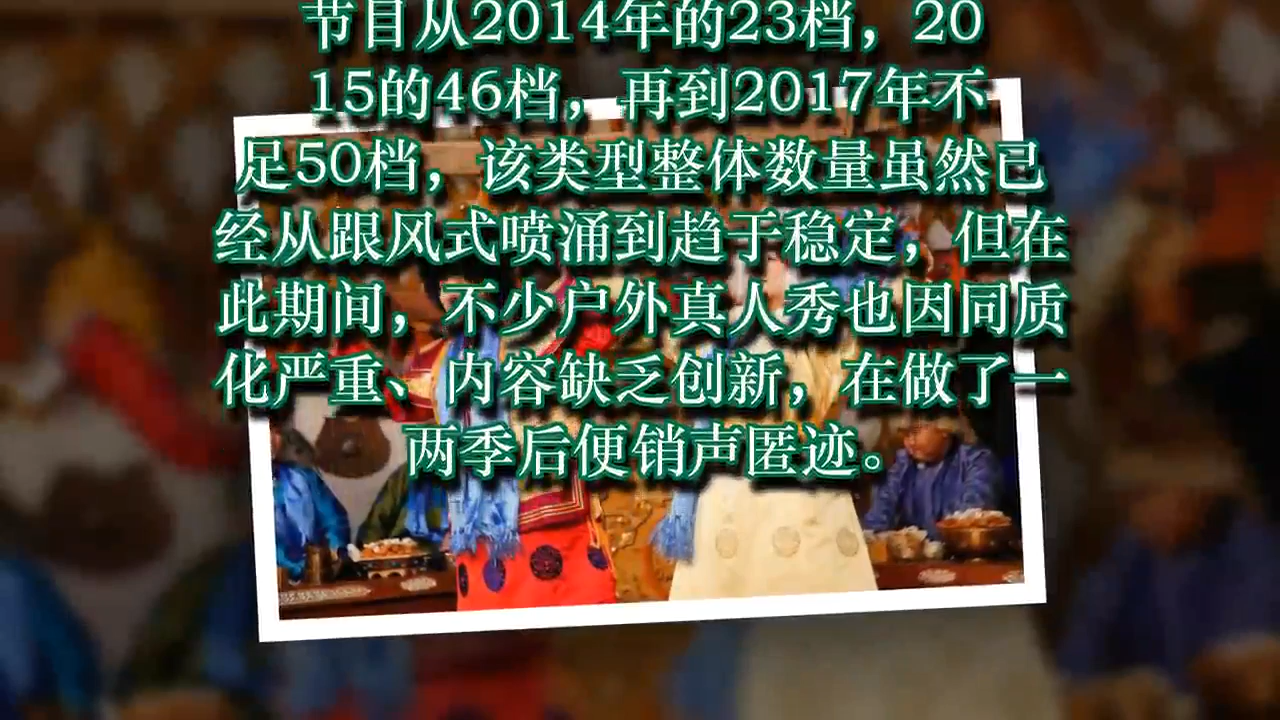 节目从2014年的23档，20
15的46档，再到2017年不
足50档，该类型整体数量虽然已
经从跟风式喷涌到趋于稳定，但在
此期间，不少户外真人秀也因同质
化严重、内容缺乏创新，在做了一
两季后便销声匿迹。